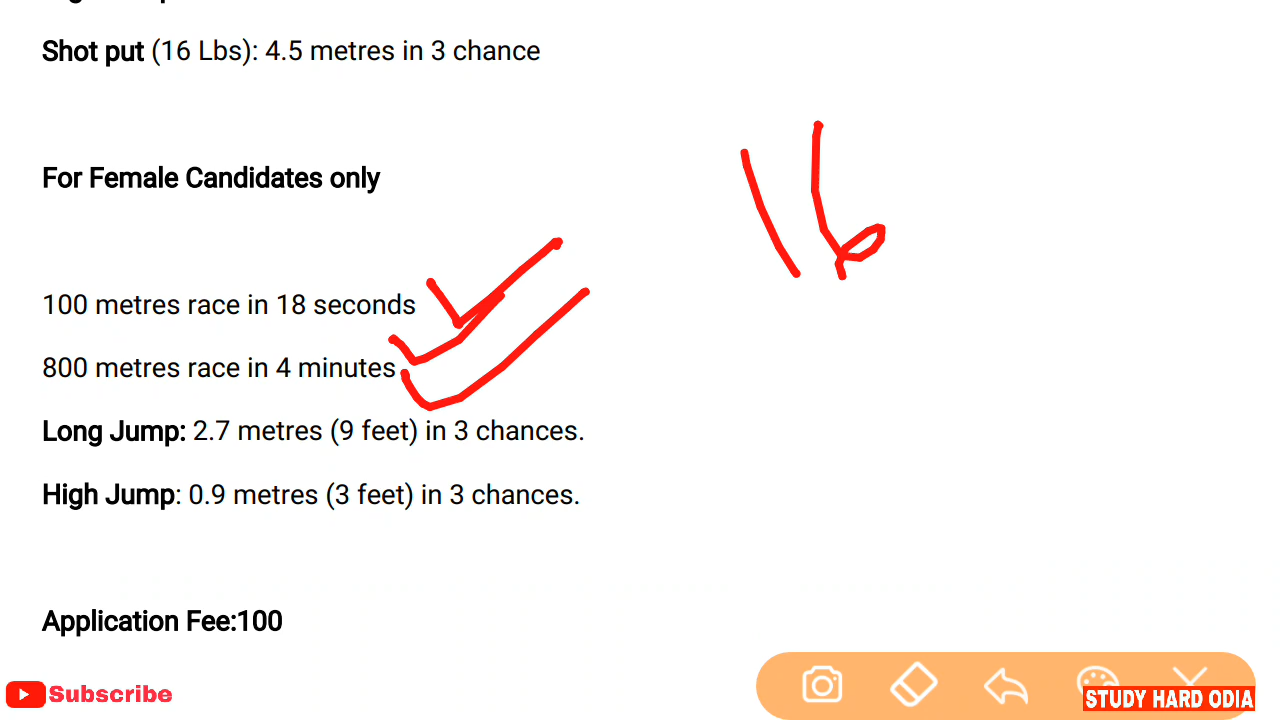 Shot put (16 Lbs): 4.5 metres in 3 chance
For Female Candidates only
16
100 metres race in 18 seconds
800 metres race in 4 minutes
Long Jump: 2.7 metres (9 feet) in 3 chances.
High Jump: 0.9 metres (3 feet) in 3 chances.
Application Fee:100
Subscribe
STUDY HARD ODIA